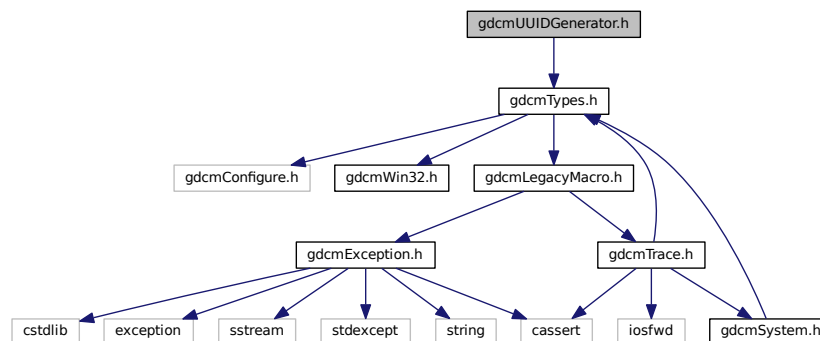 gdcmUUIDGenerator.h
gdcmTypes.h
gdcmConfigure.h
gdcmWin32.h
gdcmLegacyMacro.h
gdcmException.h
gdcmTrace.h
cstdlib
exception
sstream
stdexcept
string
cassert
iosfwd
gdcmSystem.h